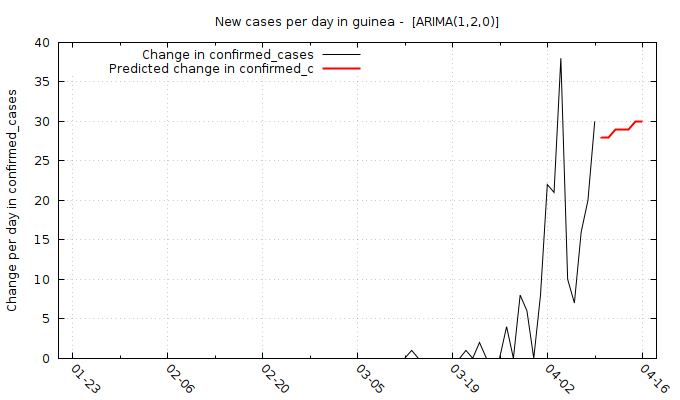 New cases per day in guinea -  [ARIMA(1,2,0)]
Change in confirmed_cases
Predicted change in confirmed_c
Change per day in confirmed_cases
40
35
30
25
20
15
10
5
0
01-23 02-06 02-20 03-05 03-19 04-02 04-16